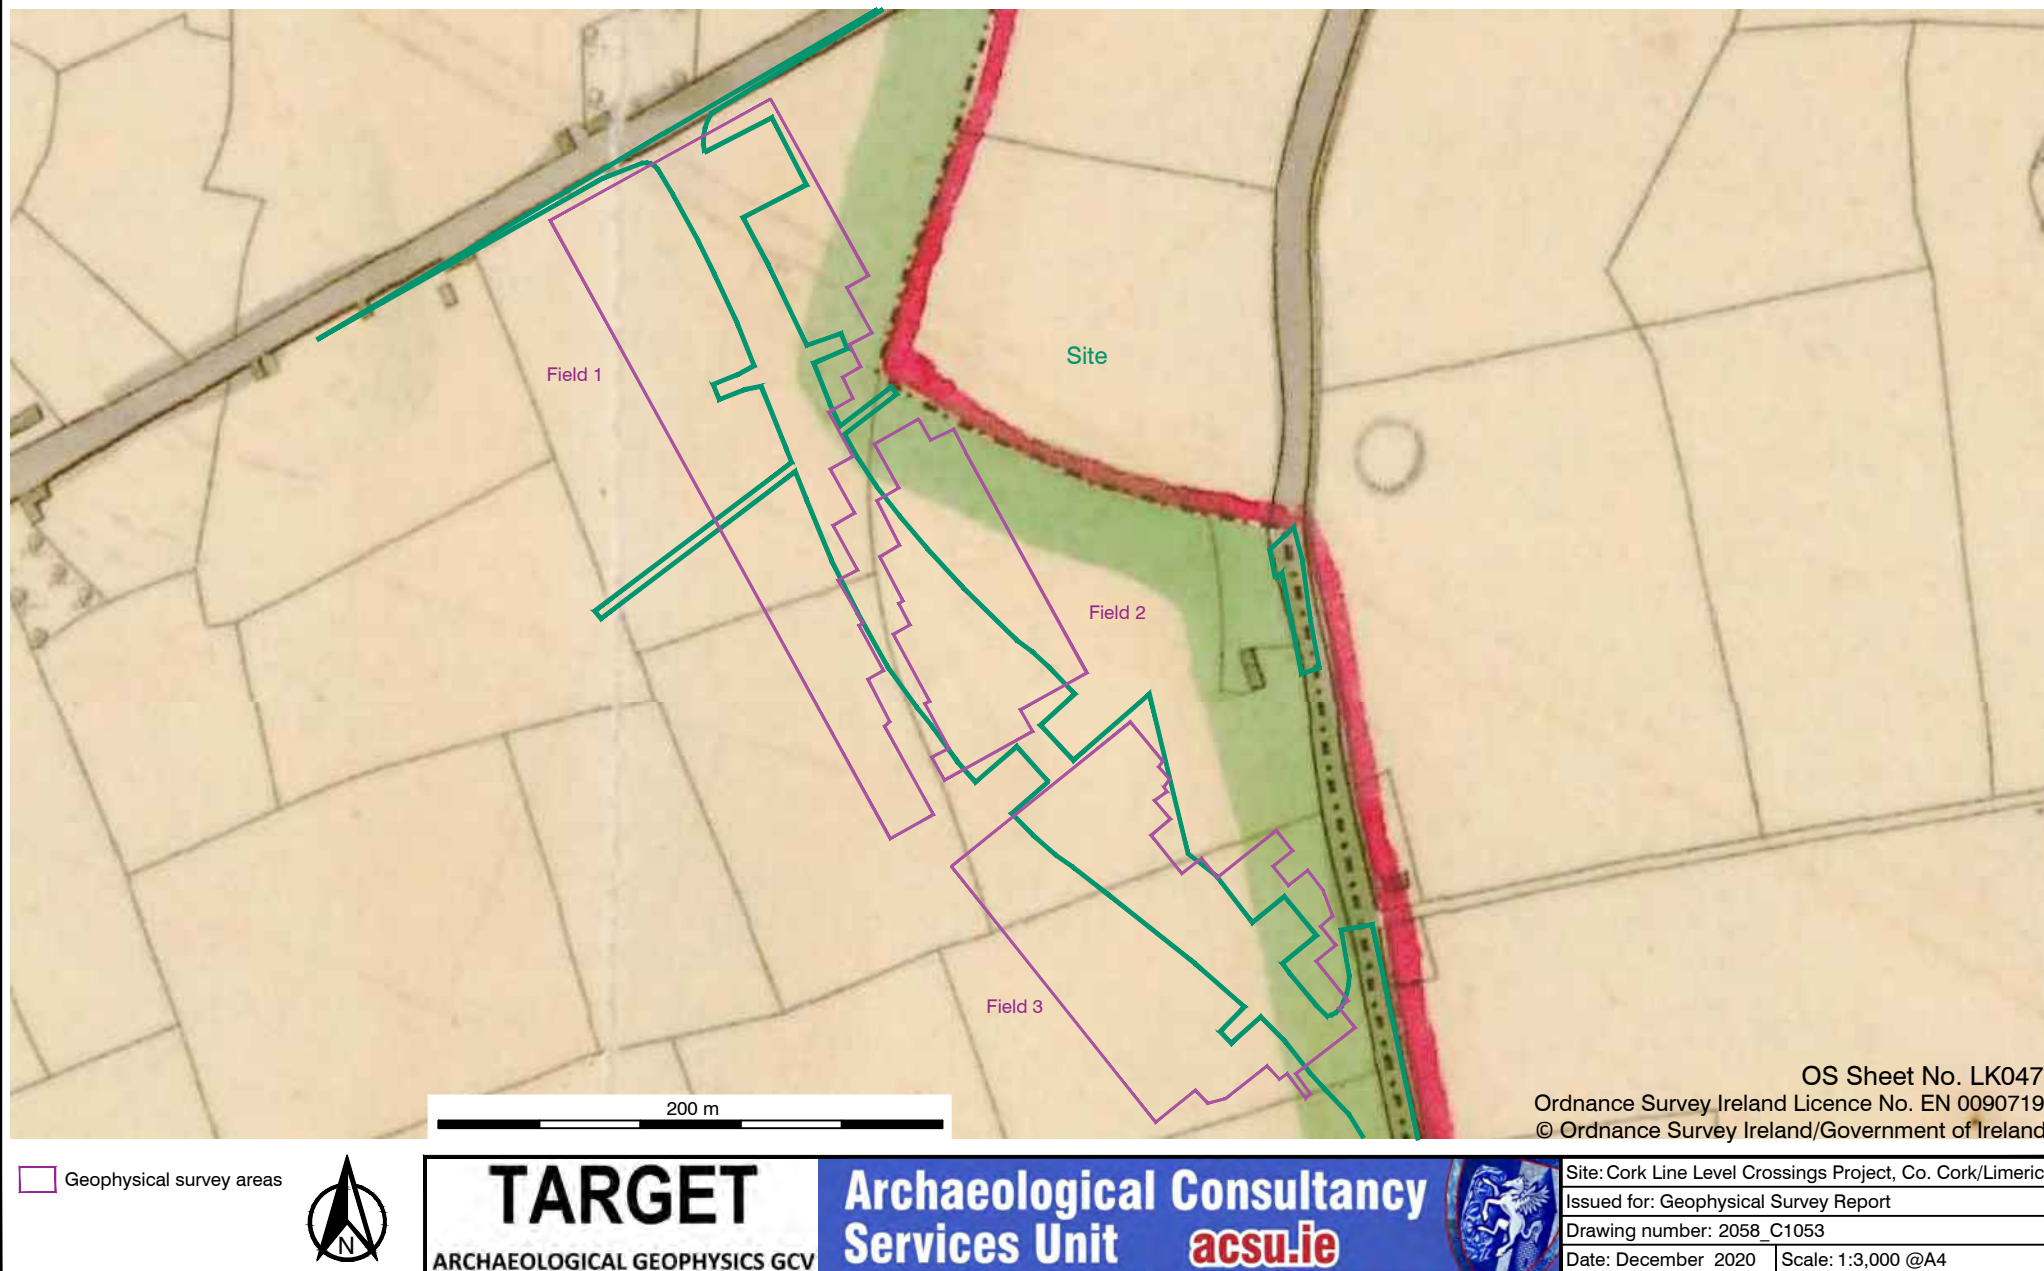 Site
Field 1
Field 2
Field 3
200 m
OS Sheet No. LK047
Ordnance Survey Ireland Licence No. EN 0090719
© Ordnance Survey Ireland/Government of Ireland
Geophysical survey areas
N
TARGET
ARCHAEOLOGICAL GEOPHYSICS GCV
Archaeological Consultancy
Services Unit acsu.ie
Site: Cork Line Level Crossings Project, Co. Cork/Limeric
Issued for: Geophysical Survey Report
Drawing number: 2058_C1053
Date: December 2020 Scale: 1:3,000 @A4